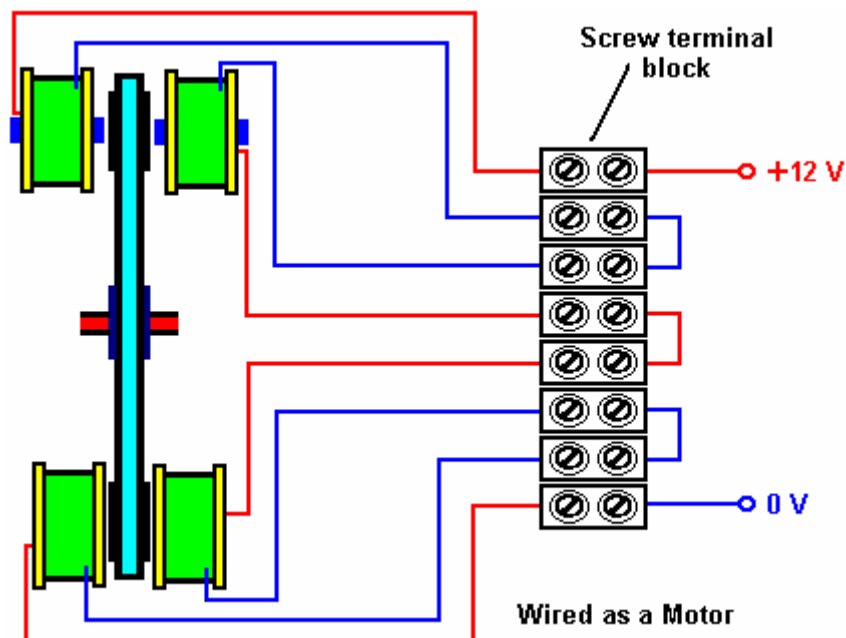 Screw terminal
block
+12 V
0 V
Wired as a Motor